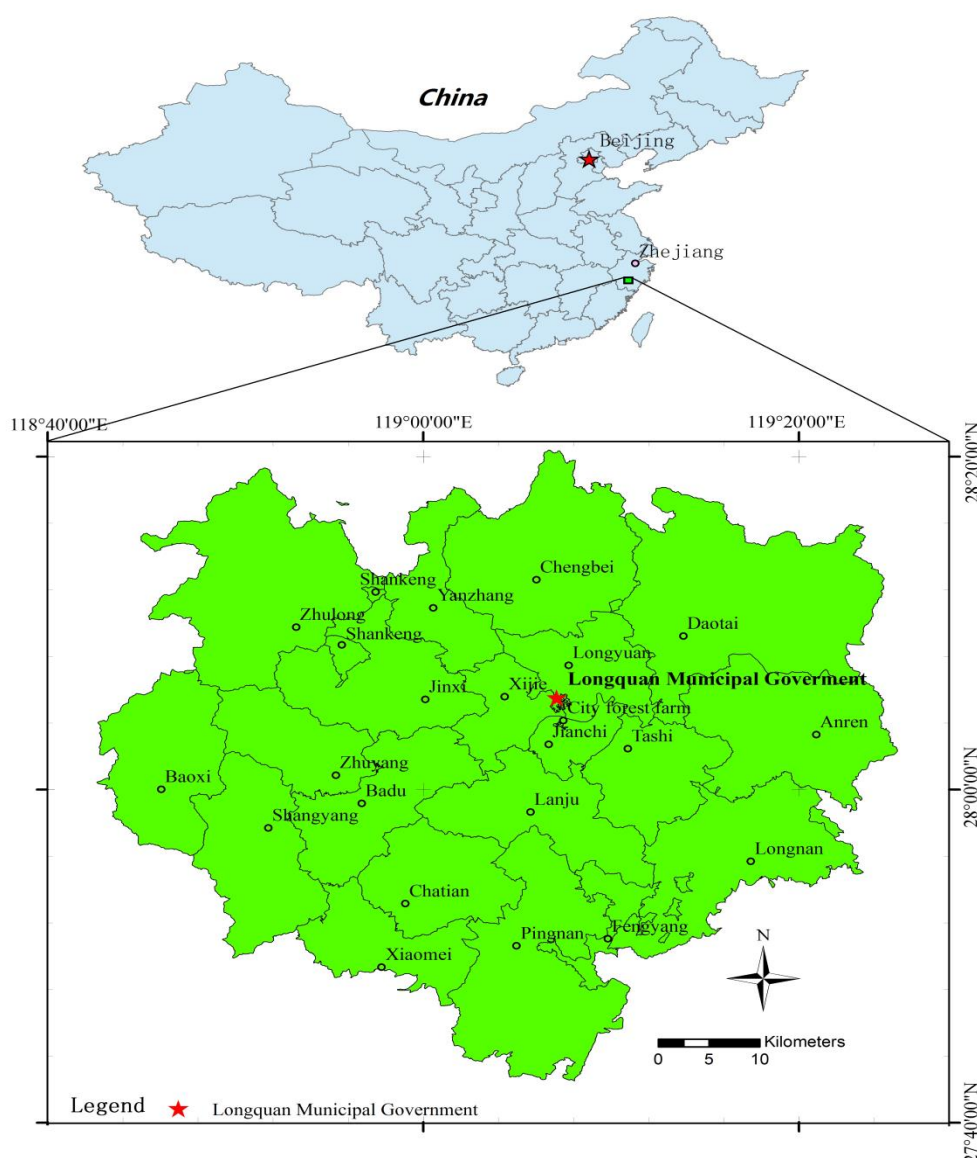 China
Beijing
Zhejiang
118°40'00"E
119°00'00"E
119°20'00"E
28°20'00"N
Chengbei
Shankeng
Yanzhang
Zhulong
Daotai
Shankeng
Longyuan
Longquan Municipal Goverment
Jinxi
Xijie
City forest farm
Anren
Jianchi
Tashi
Zhuyang
Baoxi
28°00'00"N
Badu
Lanju
Shangyang
Longnan
Chatian
Fengyang
Pingnan
Xiaomei
N
Kilometers
0 5 10
Legend
Longquan Municipal Government
27°40'00"N